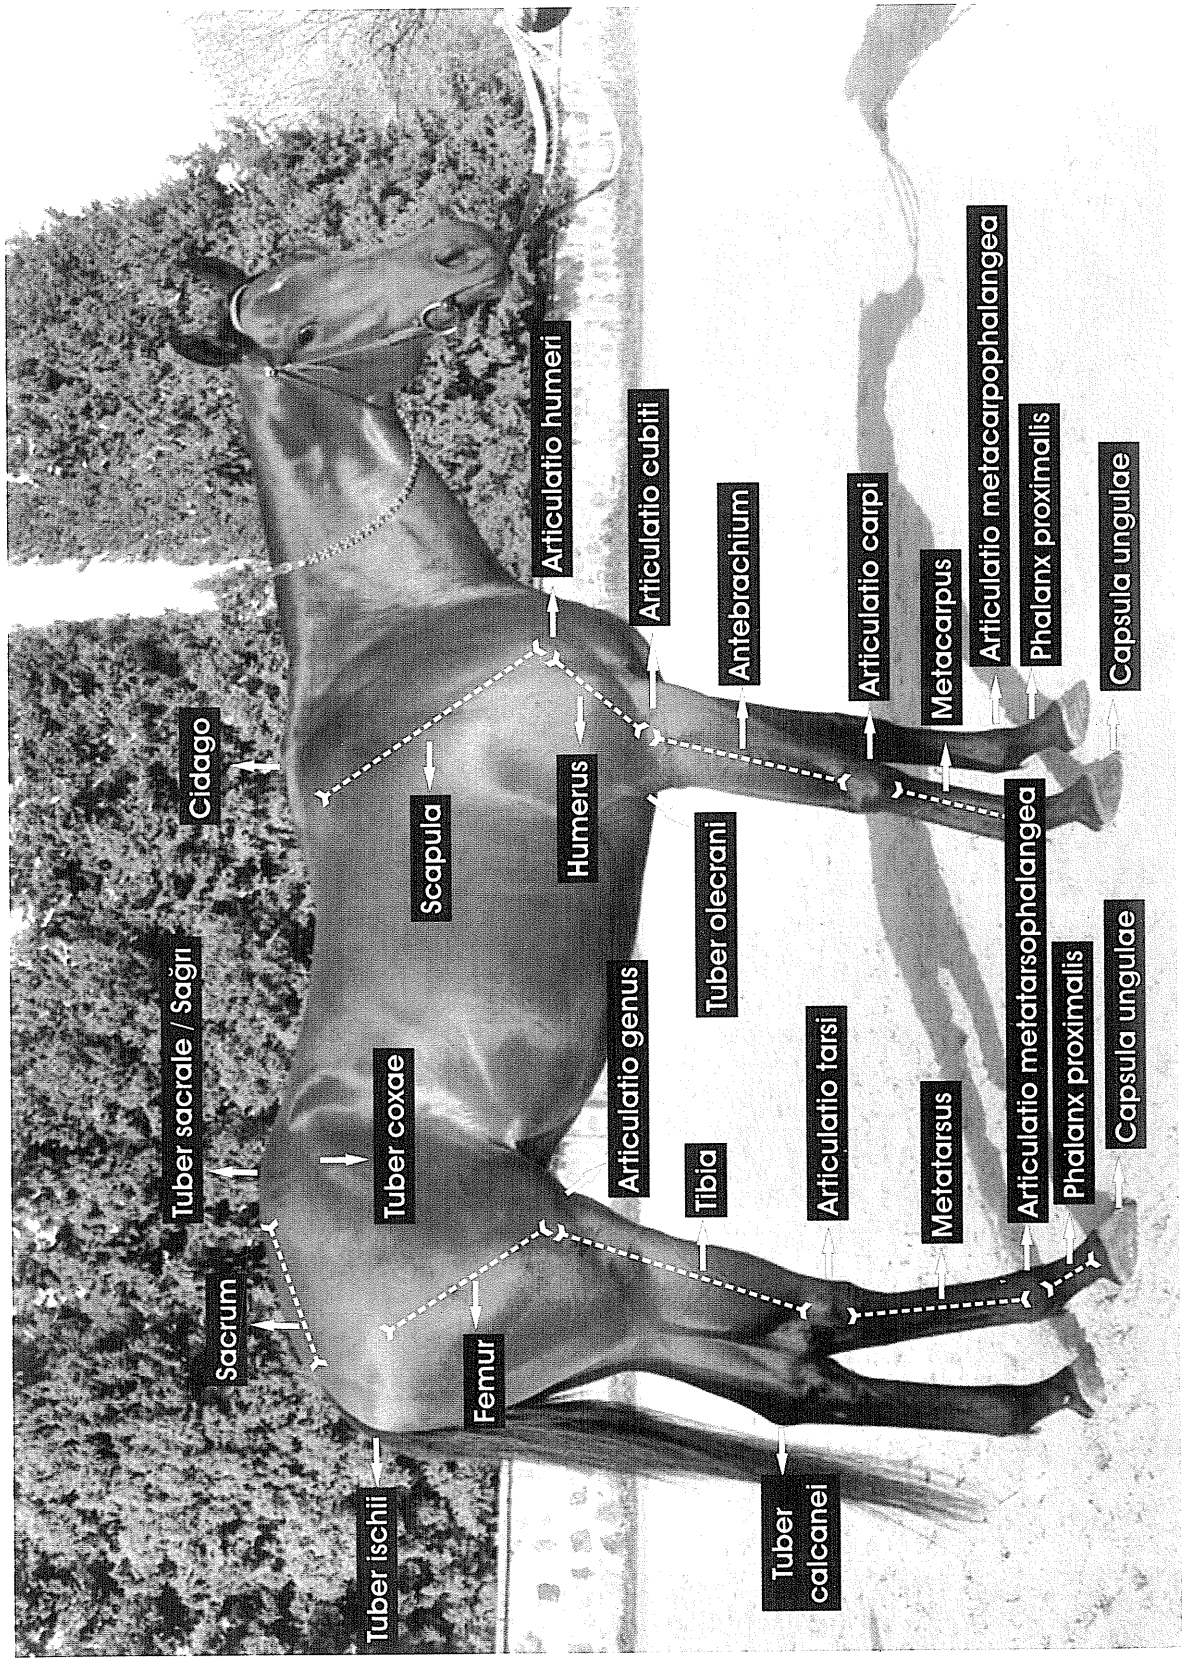 Cidago
Tuber sacrale / Sağrı
Sacrum
Tuber ischii
Tuber coxae
Scapula
Femur
Humerus
Articulatio humeri
Articulatio genus
Articulatio cubiti
Tuber olecrani
Tibia
Antebrachium
Tuber
calcanei
Articulatio tarsi
Articulatio carpi
Metatarsus
Metacarpus
Articulatio metatarsophalangea
Articulatio metacarpophalangea
Phalanx proximalis
Phalanx proximalis
Capsula ungulae
Capsula ungulae